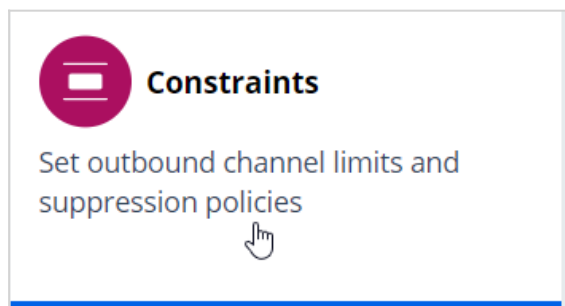 Constraints
Set outbound channel limits and
suppression policies